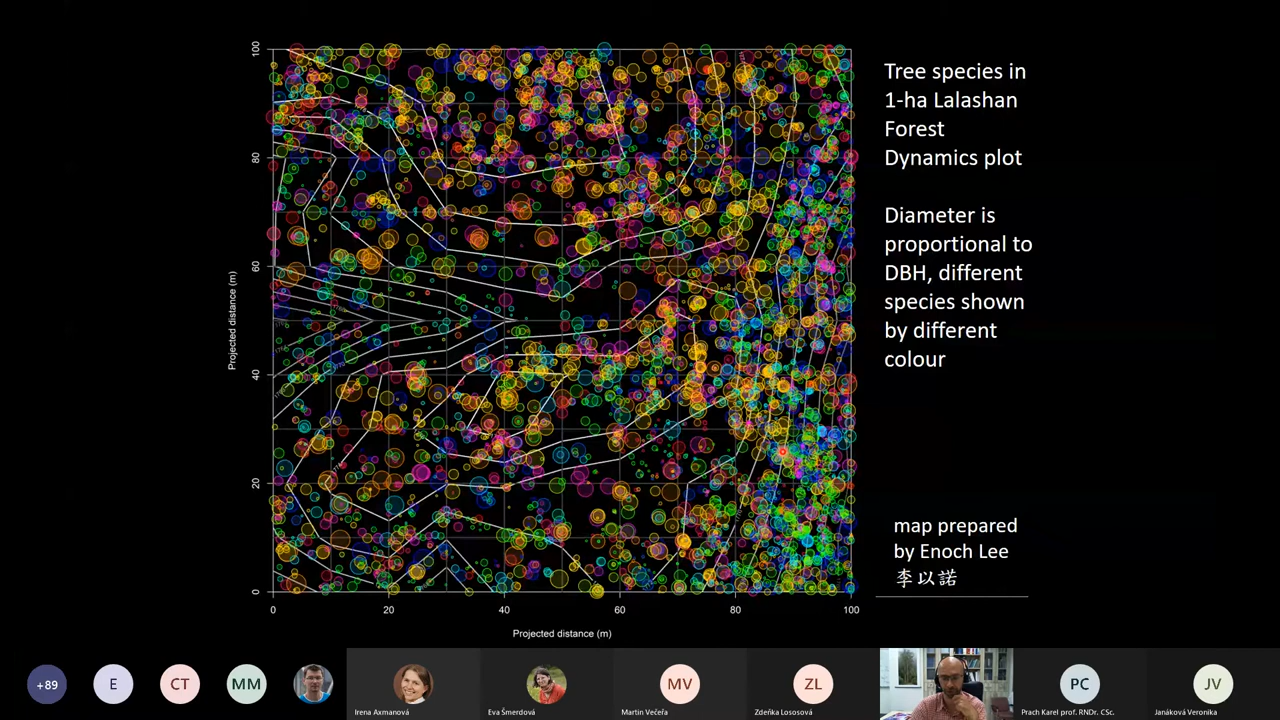 Tree species in
1-ha Lalashan
Forest
Dynamics plot
Diameter is
proportional to
DBH, different
species shown
by different
colour
map prepared
by Enoch Lee
李以諾
100
80
60
40
20
0
Projected distance (m)
0 20 40 60 80 100
Projected distance (m)
+89
E
CT
MM
Irena Axmanová
Eva Šmerdová
MV
Martin Večeřa
ZL
Zdeňka Lososová
PC
Prach Karel prof. RNDr. CSc.
JV
Janáková Veronika